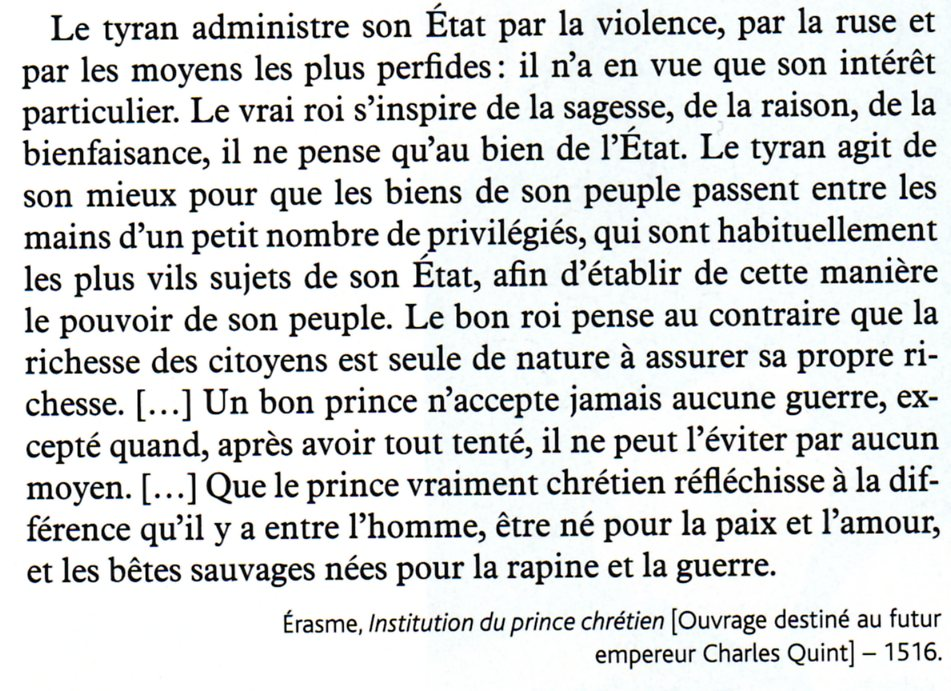 Le tyran administre son État par la violence, par la ruse et
par les moyens les plus perfides : il n’a en vue que son intérêt
particulier. Le vrai roi s’inspire de la sagesse, de la raison, de la
bienfaisance, il ne pense qu’au bien de l’État. Le tyran agit de
son mieux pour que les biens de son peuple passent entre les
mains d’un petit nombre de privilégiés, qui sont habituellement
les plus vils sujets de son État, afin d’établir de cette manière
le pouvoir de son peuple. Le bon roi pense au contraire que la
richesse des citoyens est seule de nature à assurer sa propre ri-
chesse. […] Un bon prince n’accepte jamais aucune guerre, ex-
cepté quand, après avoir tout tenté, il ne peut l’éviter par aucun
moyen. […] Que le prince vraiment chrétien réfléchisse à la dif-
férence qu’il y a entre l’homme, être né pour la paix et l’amour,
et les bêtes sauvages nées pour la rapine et la guerre.
Érasme, Institution du prince chrétien [Ouvrage destiné au futur
empereur Charles Quint] – 1516.